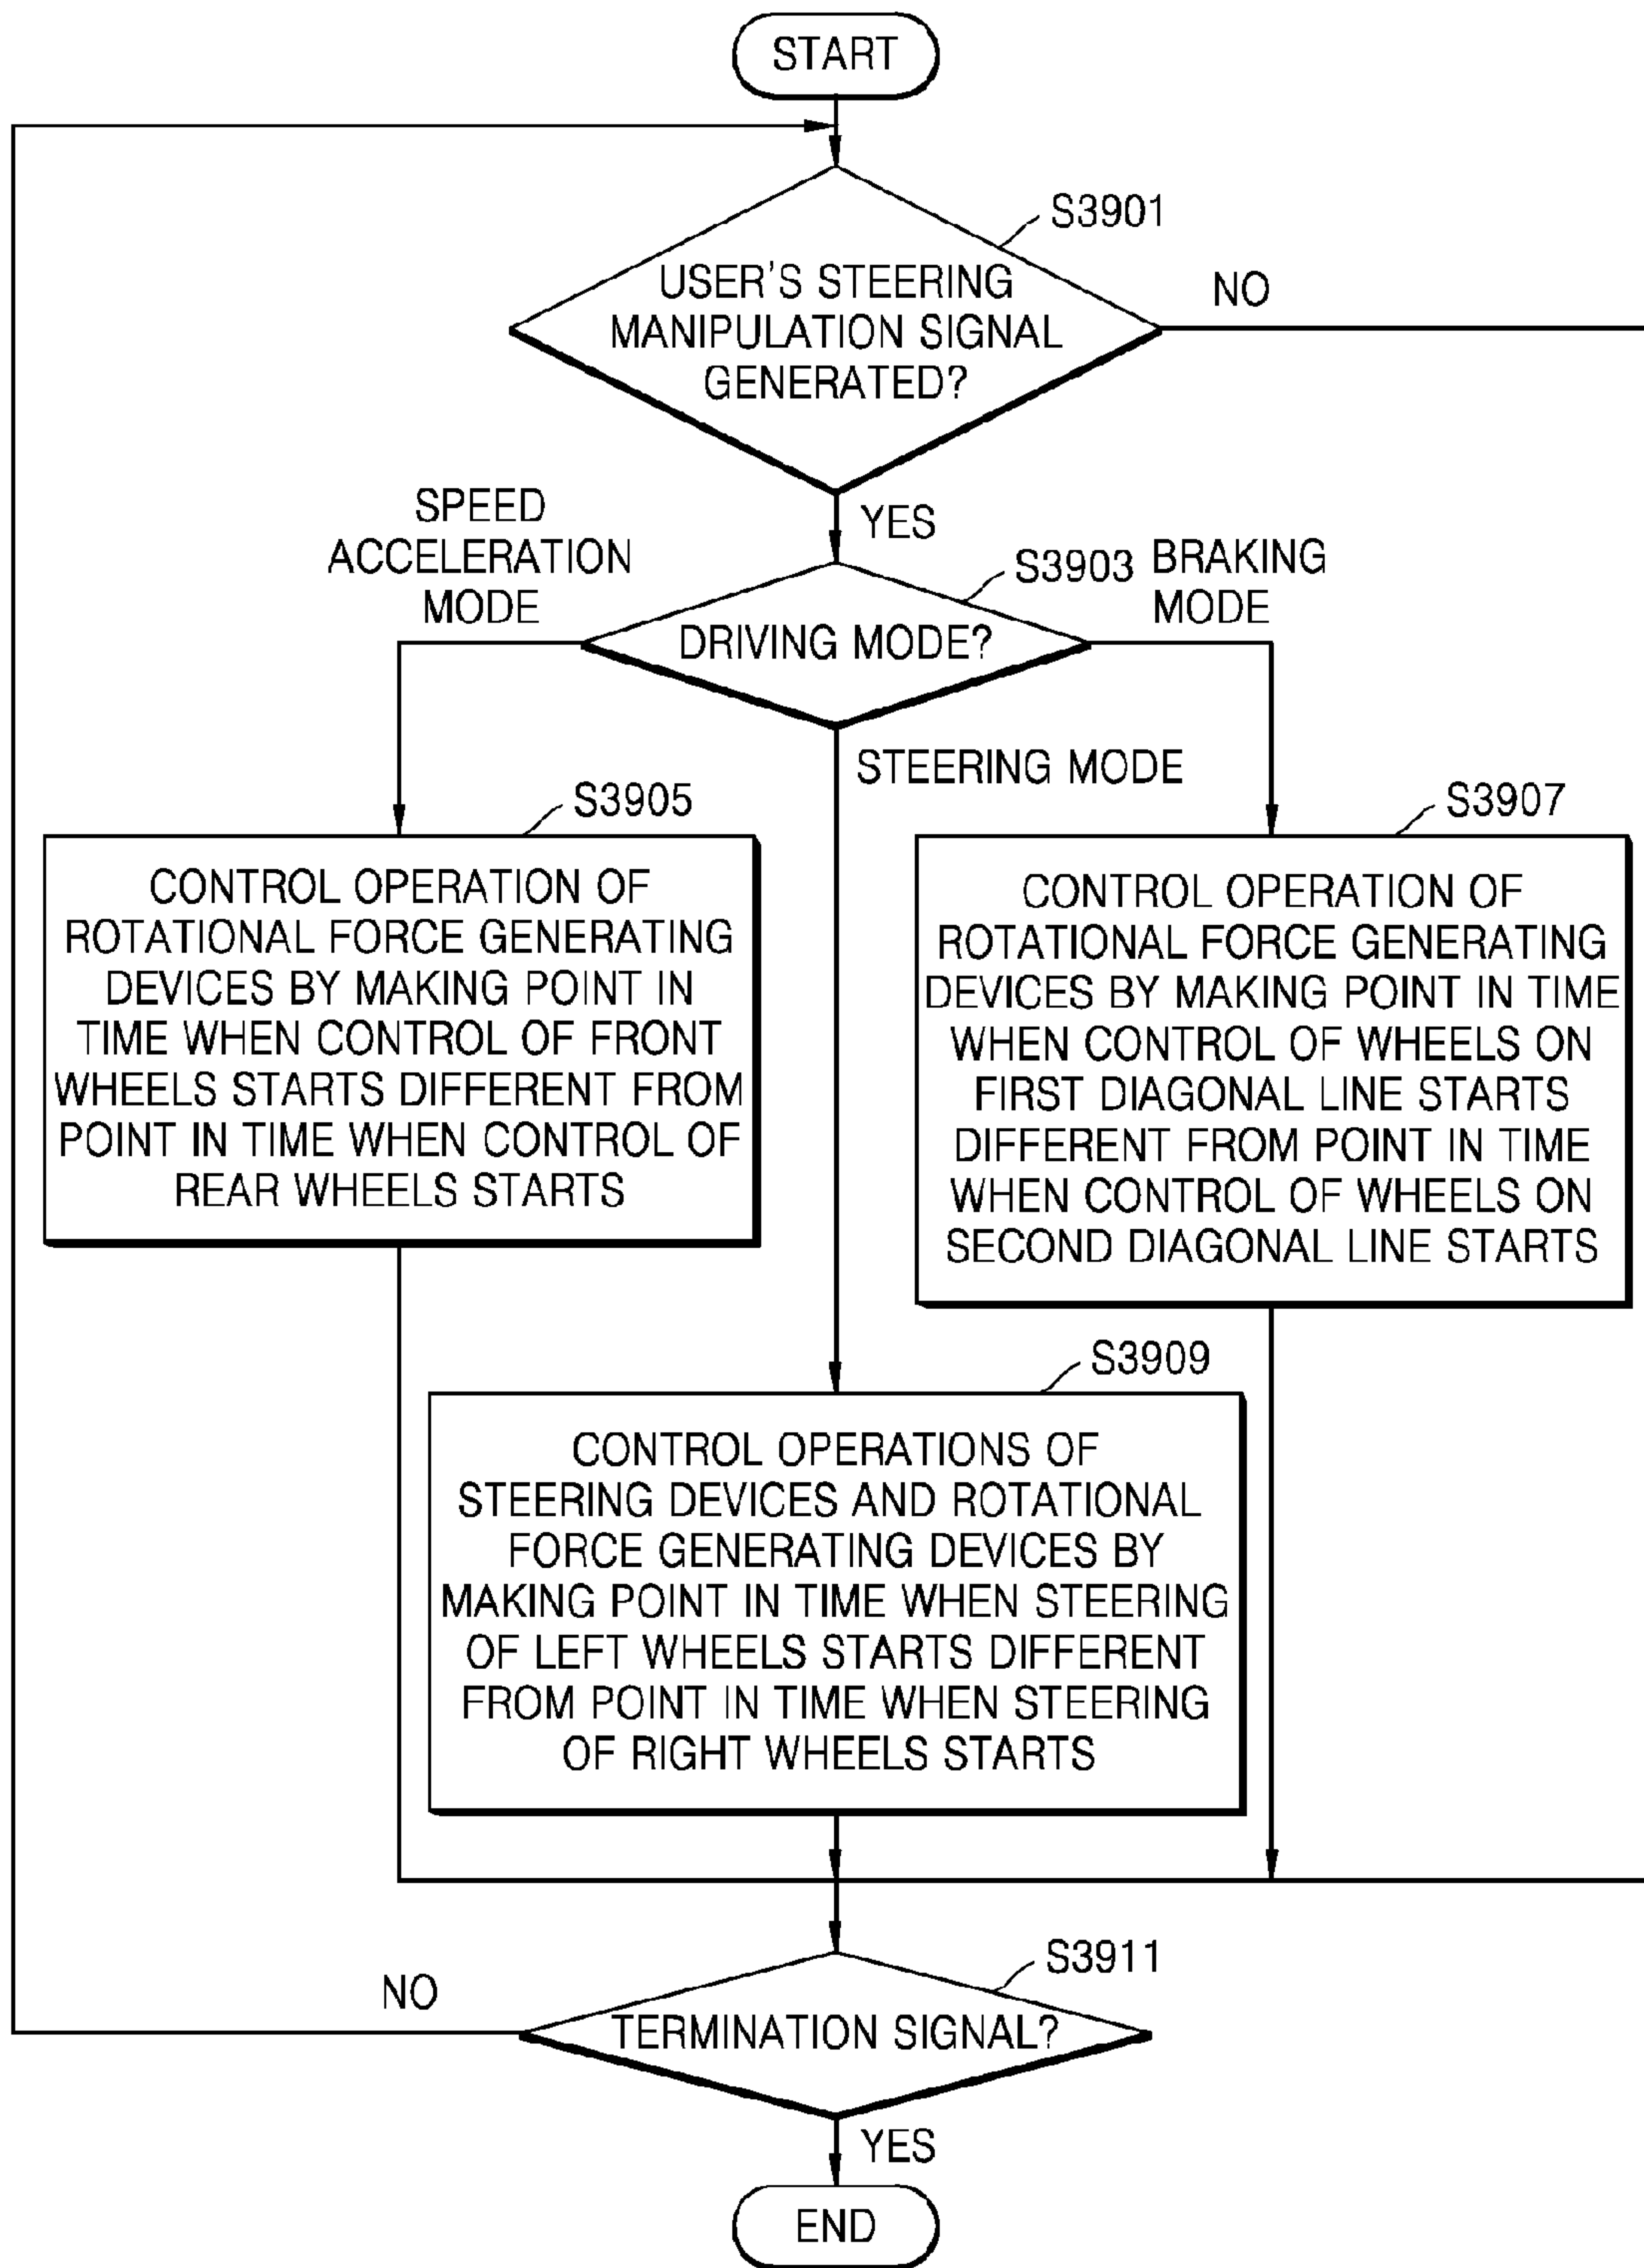 START
S3901
USER'S STEERING
MANIPULATION SIGNAL
GENERATED?
NO
YES
SPEED
ACCELERATION
MODE
S3903
BRAKING
MODE
DRIVING MODE?
STEERING MODE
S3905
CONTROL OPERATION OF
ROTATIONAL FORCE GENERATING
DEVICES BY MAKING POINT IN
TIME WHEN CONTROL OF FRONT
WHEELS STARTS DIFFERENT FROM
POINT IN TIME WHEN CONTROL OF
REAR WHEELS STARTS
S3907
CONTROL OPERATION OF
ROTATIONAL FORCE GENERATING
DEVICES BY MAKING POINT IN TIME
WHEN CONTROL OF WHEELS ON
FIRST DIAGONAL LINE STARTS
DIFFERENT FROM POINT IN TIME
WHEN CONTROL OF WHEELS ON
SECOND DIAGONAL LINE STARTS
S3909
CONTROL OPERATIONS OF
STEERING DEVICES AND ROTATIONAL
FORCE GENERATING DEVICES BY
MAKING POINT IN TIME WHEN STEERING
OF LEFT WHEELS STARTS DIFFERENT
FROM POINT IN TIME WHEN STEERING
OF RIGHT WHEELS STARTS
S3911
NO
TERMINATION SIGNAL?
YES
END